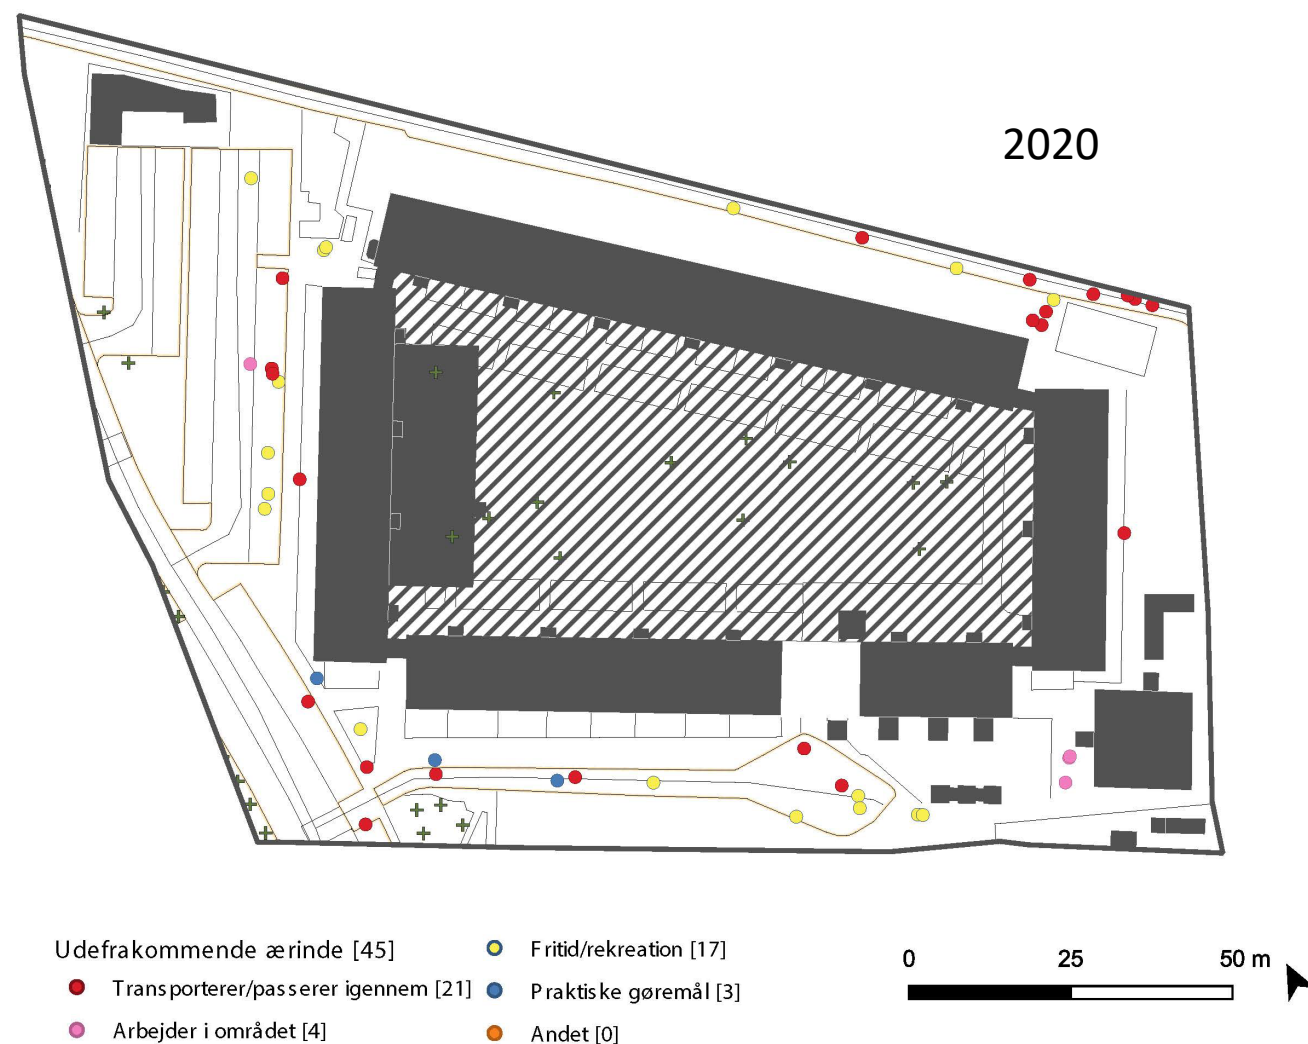 2020
Udefrakommende ærinde [45]
Transporterer/passerer igennem [21]
Arbejder i området [4]
Fritid/rekreation [17]
Praktiske gøremål [3]
Andet [0]
0 25 50 m